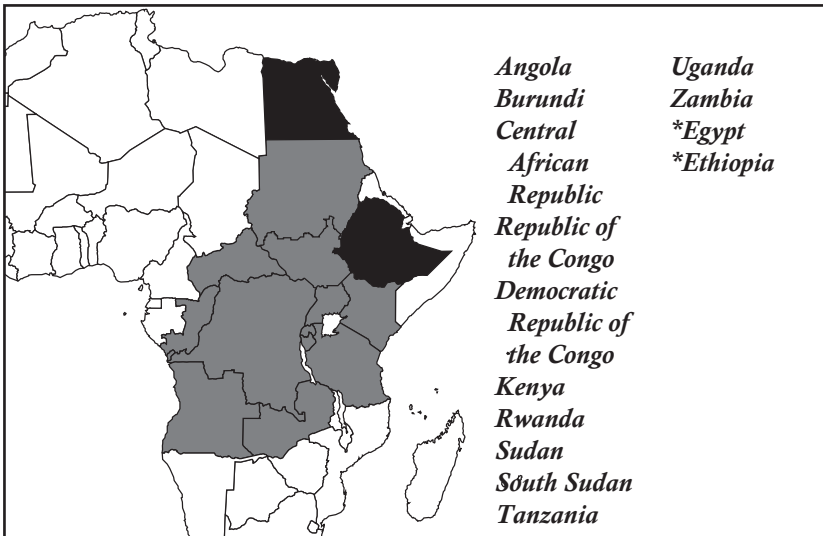 Angola
Burundi
Central
African
Republic
Republic of
the Congo
Democratic
Republic of
the Congo
Kenya
Rwanda
Sudan
South Sudan
Tanzania
Uganda
Zambia
*Egypt
*Ethiopia